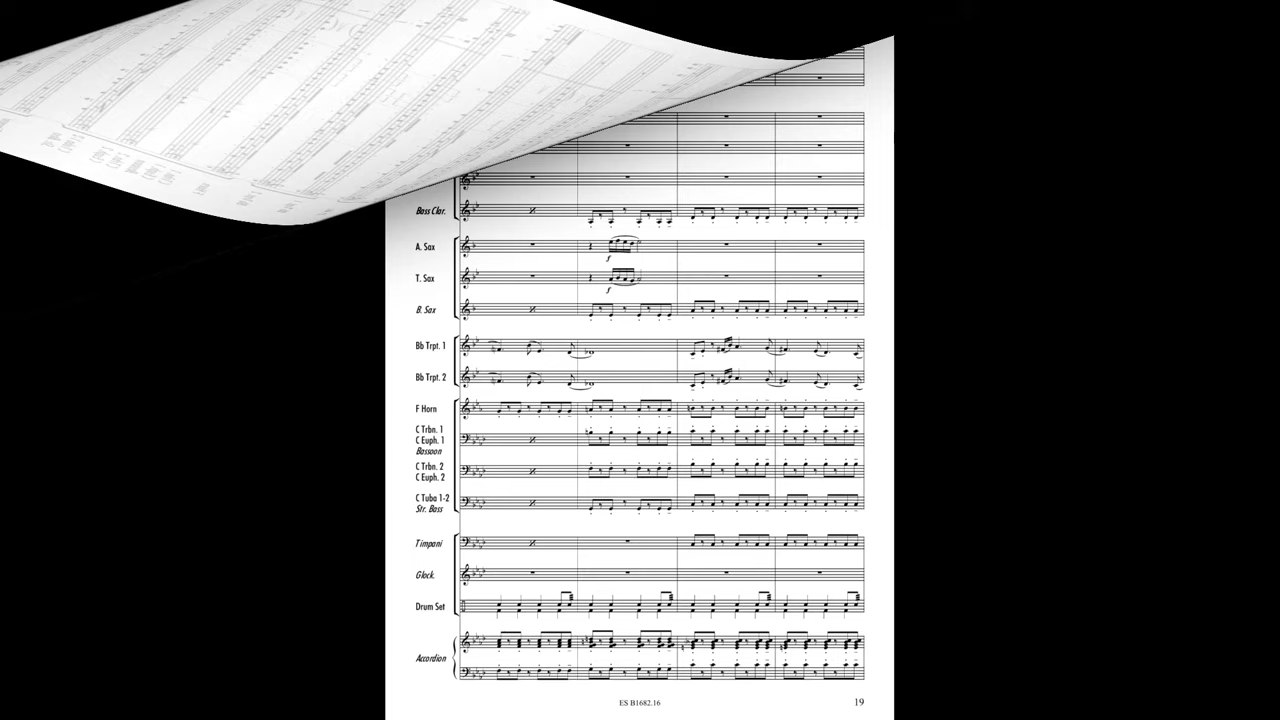 Bass Clar.
A. Sax
f
T. Sax
f
B. Sax
Bb Trpt. 1
Bb Trpt. 2
F Horn
C Trbn. 1
C Euph. 1
Bassoon
C Trbn. 2
C Euph. 2
C Tuba 1-2
Str. Bass
Timpani
Glock.
Drum Set
Accordion
ES B1682.16
19